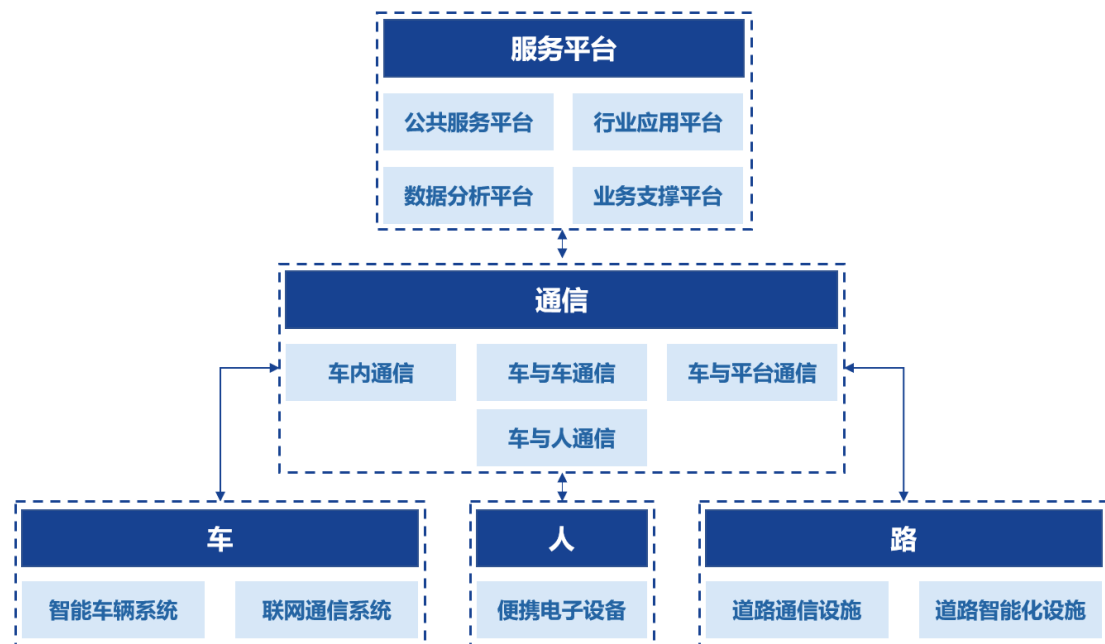 服务平台
公共服务平台
行业应用平台
数据分析平台
业务支撑平台
通信
车内通信
车与车通信
车与平台通信
车与人通信
车
人
路
智能车辆系统
联网通信系统
便携电子设备
道路通信设施
道路智能化设施